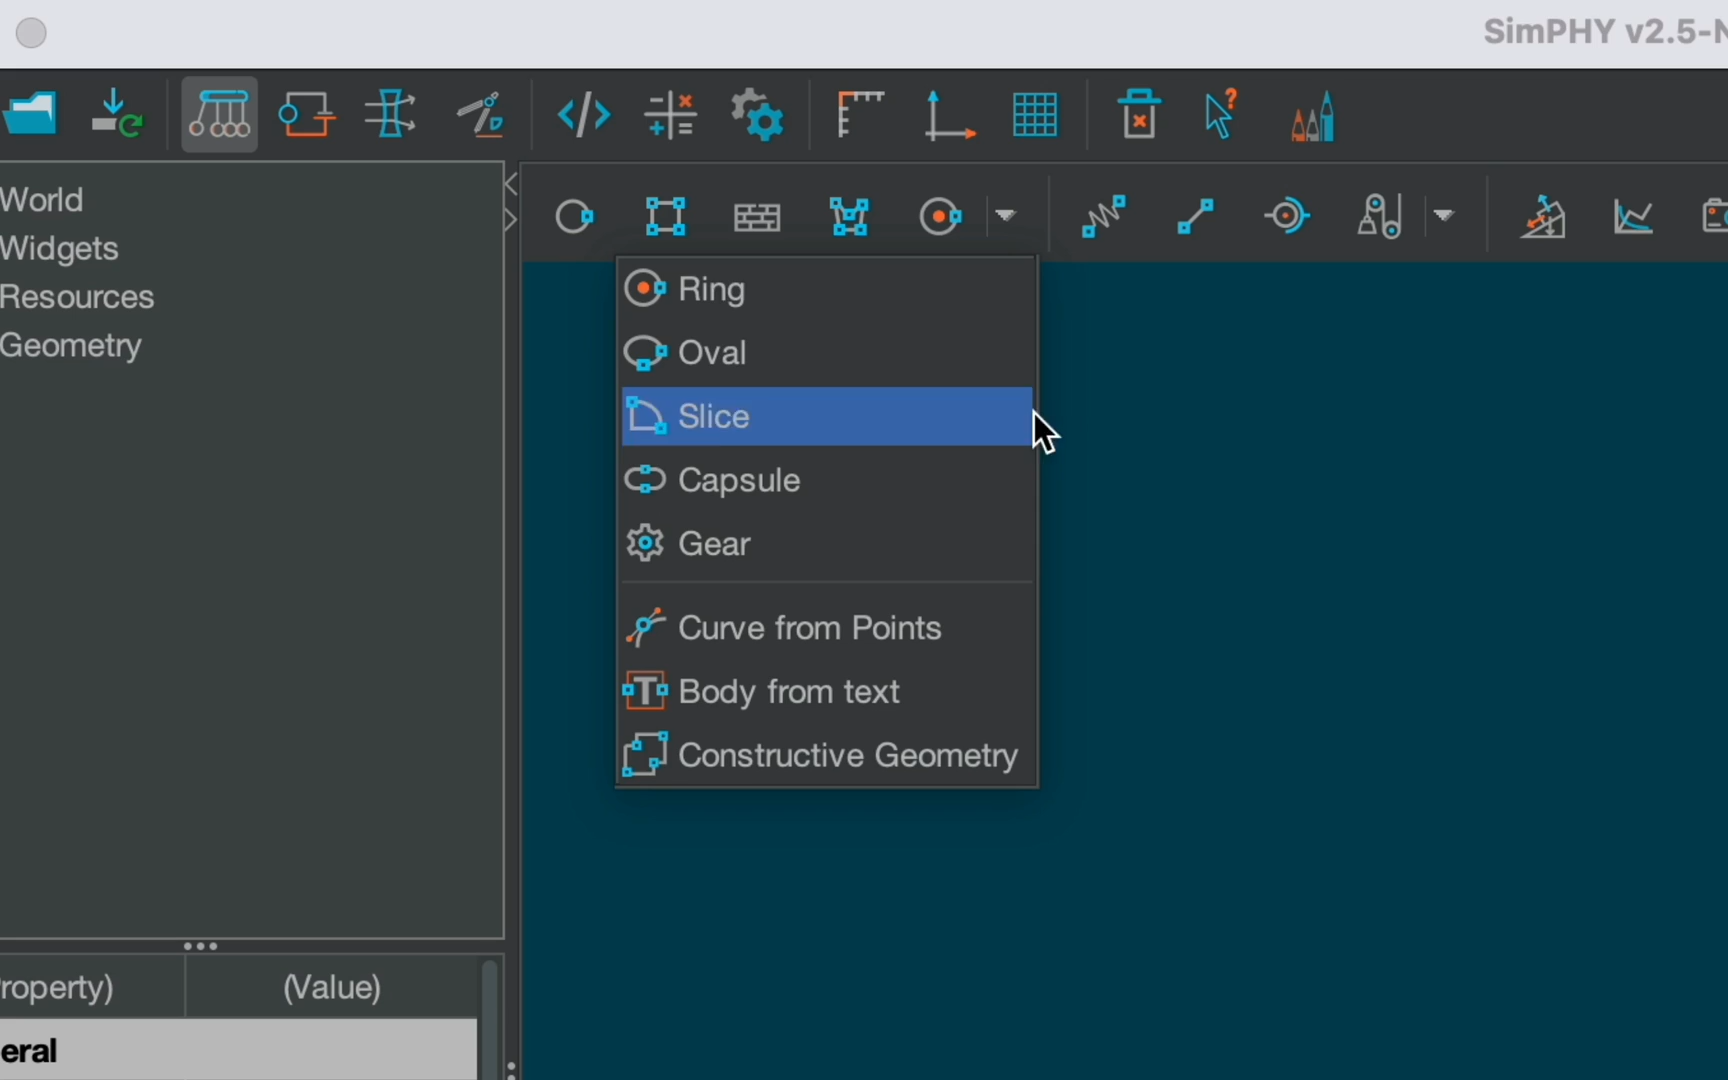 SimPHY v2.5-N
World
Widgets
Resources
Geometry
Ring
Oval
Slice
Capsule
Gear
Curve from Points
Body from text
Constructive Geometry
roperty) (Value)
eral